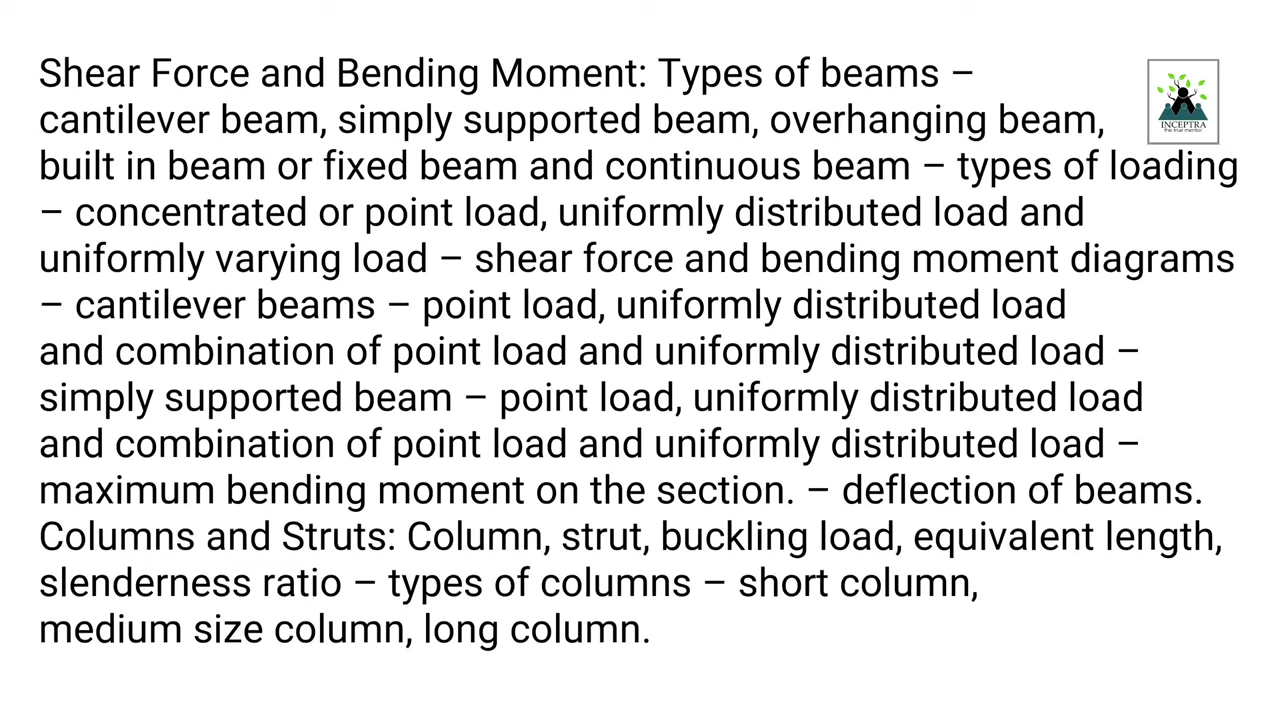 Shear Force and Bending Moment: Types of beams –
cantilever beam, simply supported beam, overhanging beam,
built in beam or fixed beam and continuous beam – types of loading
– concentrated or point load, uniformly distributed load and
uniformly varying load – shear force and bending moment diagrams
– cantilever beams – point load, uniformly distributed load
and combination of point load and uniformly distributed load –
simply supported beam – point load, uniformly distributed load
and combination of point load and uniformly distributed load –
maximum bending moment on the section. – deflection of beams.
Columns and Struts: Column, strut, buckling load, equivalent length,
slenderness ratio – types of columns – short column,
medium size column, long column.
INCEPTRA
the true mentor